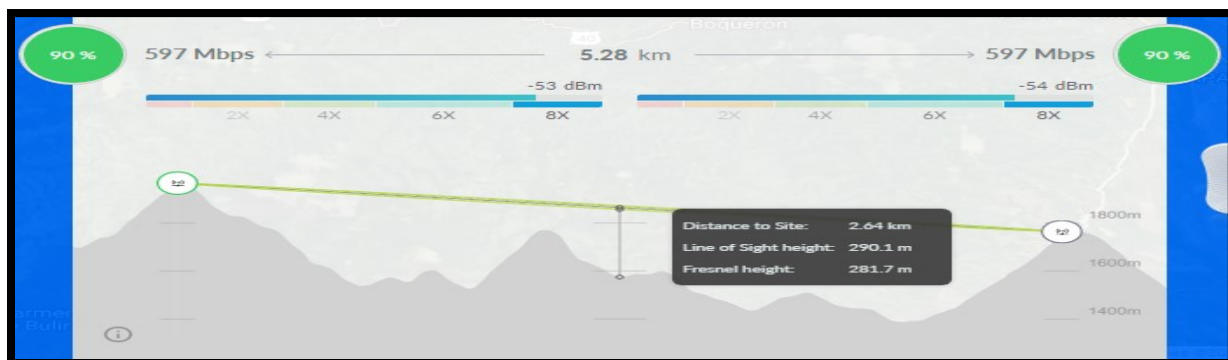 Boqueron
90 %
597 Mbps
5.28 km
597 Mbps
90 %
-53 dBm
-54 dBm
2X 4X 6X 8X
2X 4X 6X 8X
Distance to Site: 2.64 km
Line of Sight height: 290.1 m
Fresnel height: 281.7 m
1800m
1600m
1400m